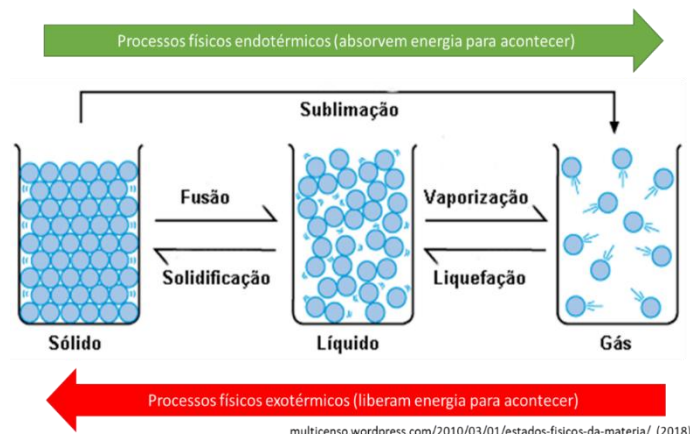 Processos físicos endotérmicos (absorvem energia para acontecer)
Sublimação
Fusão
Vaporização
Solidificação
Liquefação
Sólido
Líquido
Gás
Processos físicos exotérmicos (liberam energia para acontecer)
multicenso.wordpress.com/2010/03/01/estados-fisicos-da-materia/ (2018)